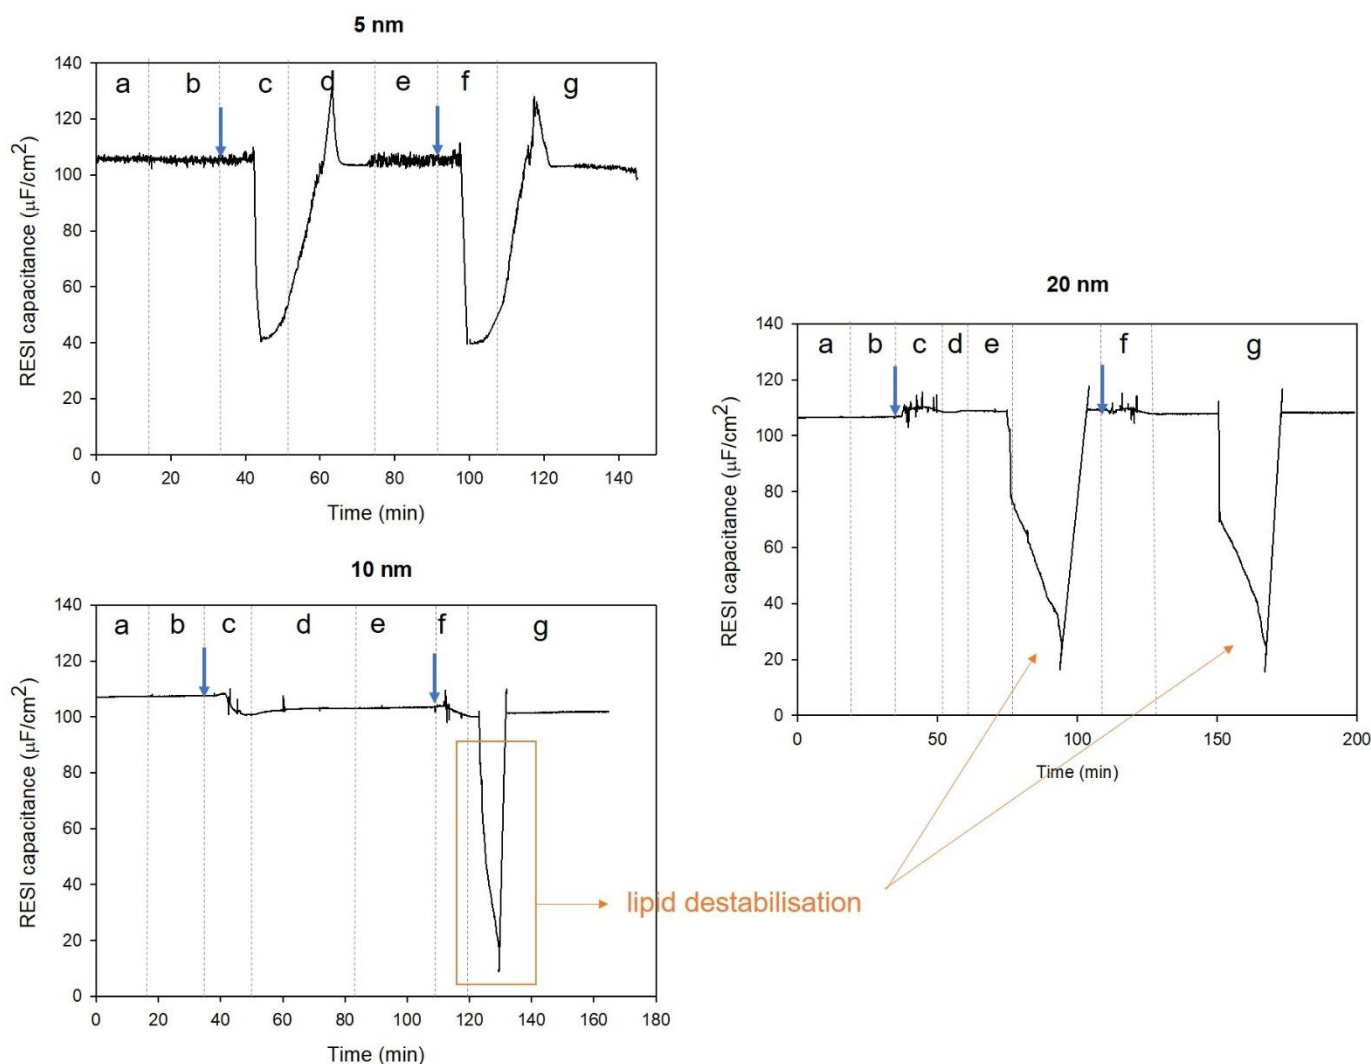 5 nm
140
120
100
80
60
40
20
0
RESI capacitance (μF/cm²)
a b c d e f g
0 20 40 60 80 100 120 140
Time (min)
10 nm
140
120
100
80
60
40
20
0
RESI capacitance (μF/cm²)
a b c d e f g
0 20 40 60 80 100 120 140 160 180
Time (min)
20 nm
140
120
100
80
60
40
20
0
RESI capacitance (μF/cm²)
a b c d e f g
0 50 100 150 200
Time (min)
lipid destabilisation